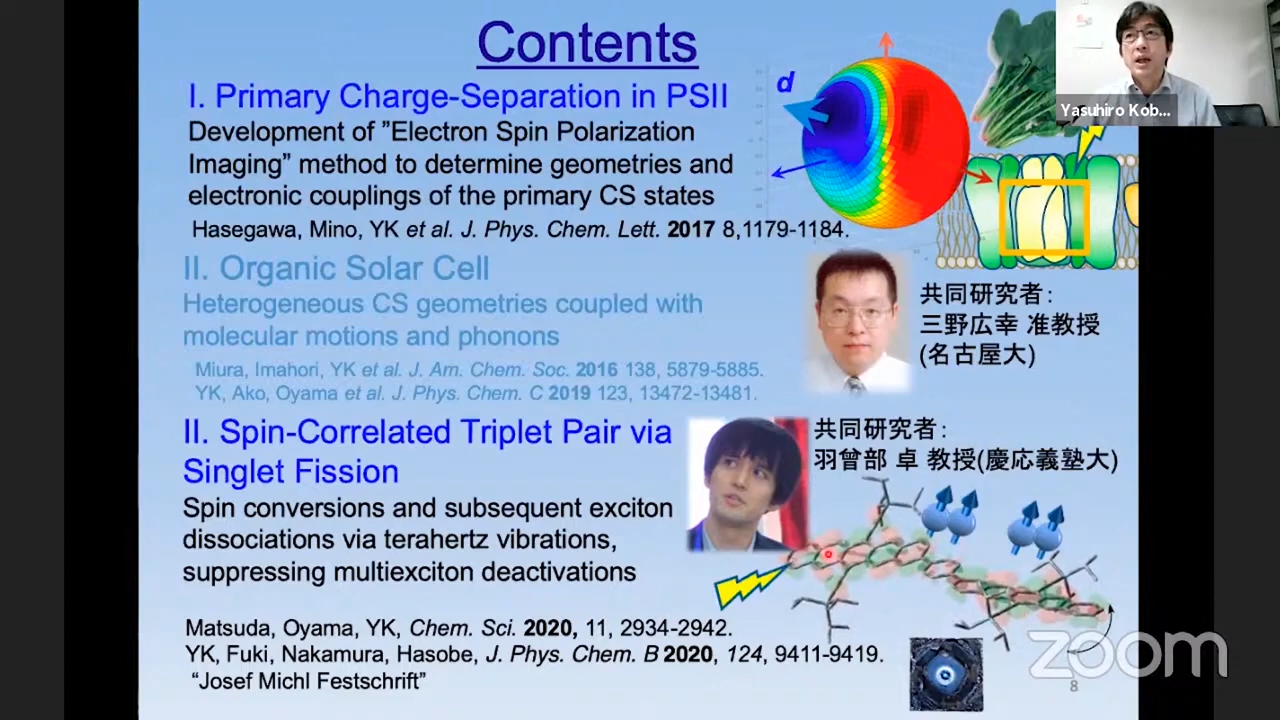 Contents
I. Primary Charge-Separation in PSII
Development of ”Electron Spin Polarization
Imaging” method to determine geometries and
electronic couplings of the primary CS states
Hasegawa, Mino, YK et al. J. Phys. Chem. Lett. 2017 8,1179-1184.
d
Yasuhiro Kob...
II. Organic Solar Cell
Heterogeneous CS geometries coupled with
molecular motions and phonons
Miura, Imahori, YK et al. J. Am. Chem. Soc. 2016 138, 5879-5885.
YK, Ako, Oyama et al. J. Phys. Chem. C 2019 123, 13472-13481.
共同研究者：
三野広幸 准教授
(名古屋大)
II. Spin-Correlated Triplet Pair via
Singlet Fission
Spin conversions and subsequent exciton
dissociations via terahertz vibrations,
suppressing multiexciton deactivations
共同研究者：
羽曾部 卓 教授(慶応義塾大)
Matsuda, Oyama, YK, Chem. Sci. 2020, 11, 2934-2942.
YK, Fuki, Nakamura, Hasobe, J. Phys. Chem. B 2020, 124, 9411-9419.
“Josef Michl Festschrift”
zoom
8